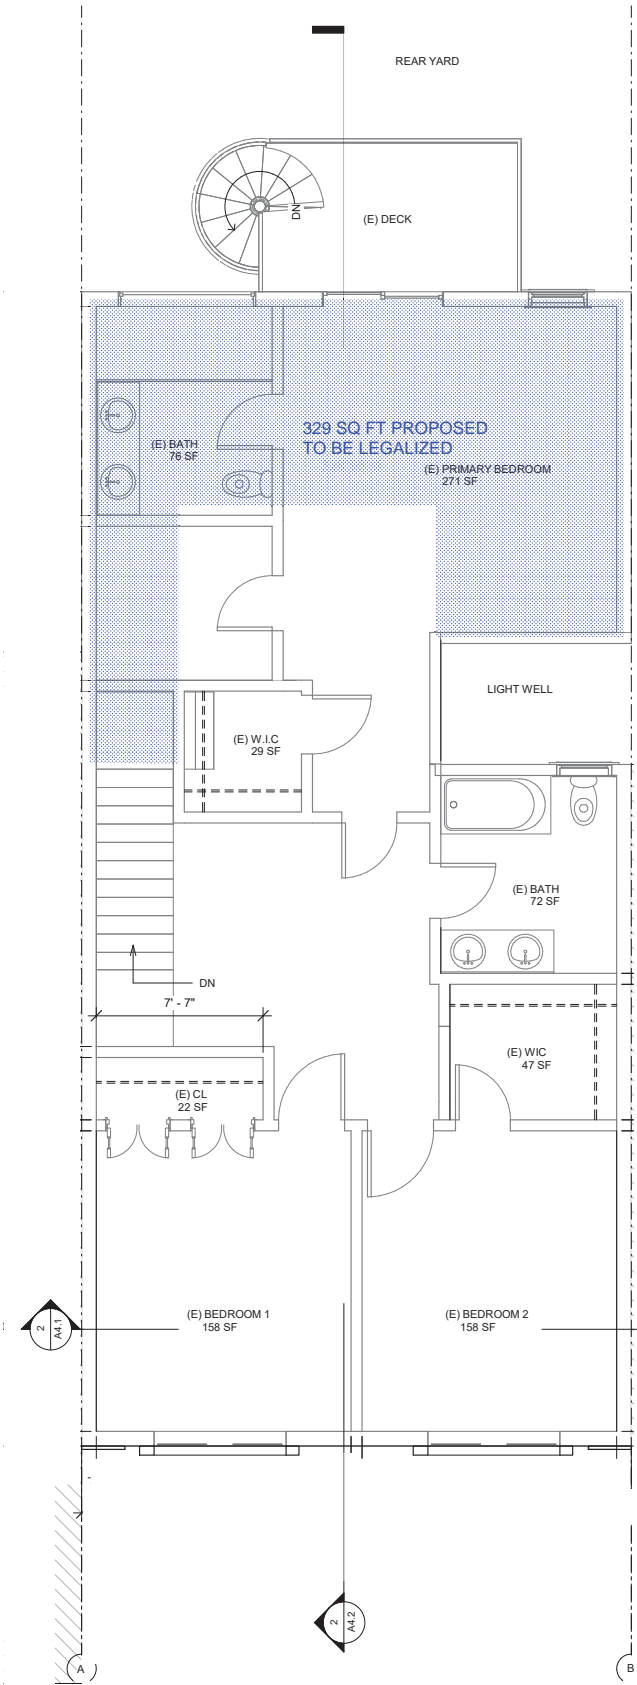 REAR YARD
DN
(E) DECK
329 SQ FT PROPOSED
TO BE LEGALIZED
(E) BATH
76 SF
(E) PRIMARY BEDROOM
271 SF
LIGHT WELL
(E) W.I.C
29 SF
(E) BATH
72 SF
DN
7' - 7"
(E) WIC
47 SF
(E) CL
22 SF
(E) BEDROOM 1
158 SF
(E) BEDROOM 2
158 SF
2
A4.1
2
A4.2
A
B